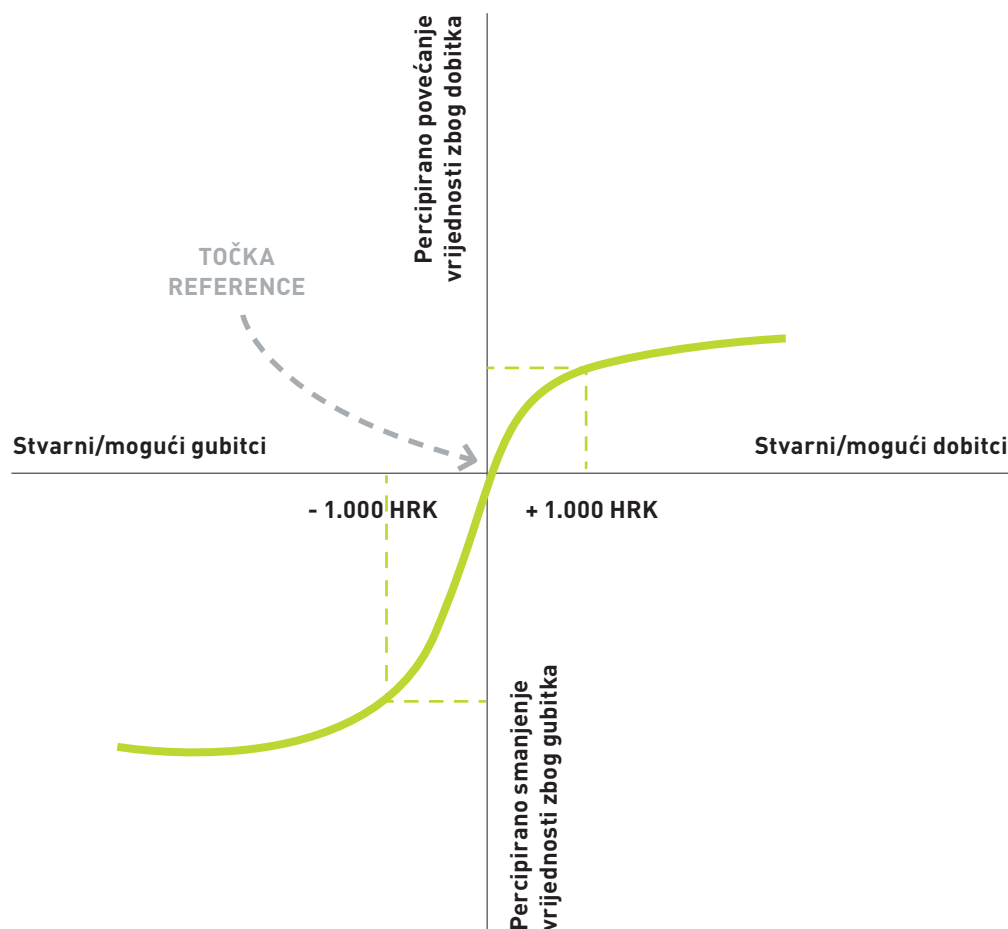 Percipirano povećanje
vrijednosti zbog dobitka
TOČKA
REFERENCE
Stvarni/mogući gubitci
Stvarni/mogući dobitci
- 1.000 HRK
+ 1.000 HRK
Percipirano smanjenje
vrijednosti zbog gubitka